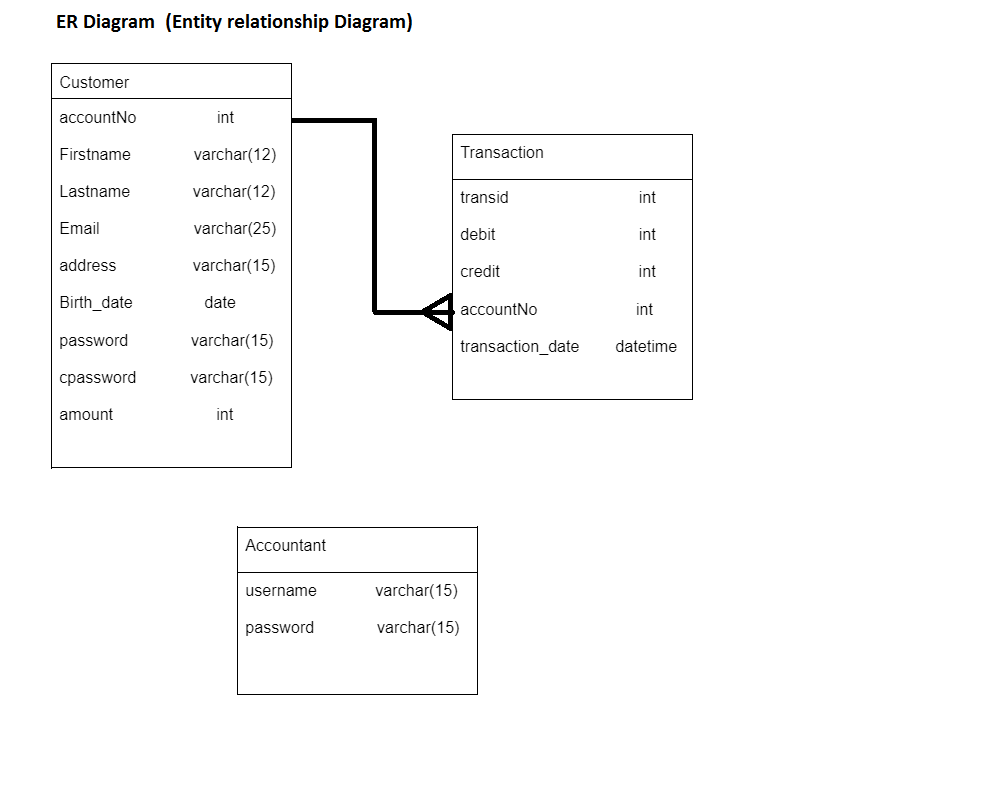 ER Diagram  (Entity relationship Diagram)
Customer
accountNo int
Firstname varchar(12)
Lastname varchar(12)
Email varchar(25)
address varchar(15)
Birth_date date
password varchar(15)
cpassword varchar(15)
amount int
Transaction
transid int
debit int
credit int
accountNo int
transaction_date datetime
Accountant
username varchar(15)
password varchar(15)